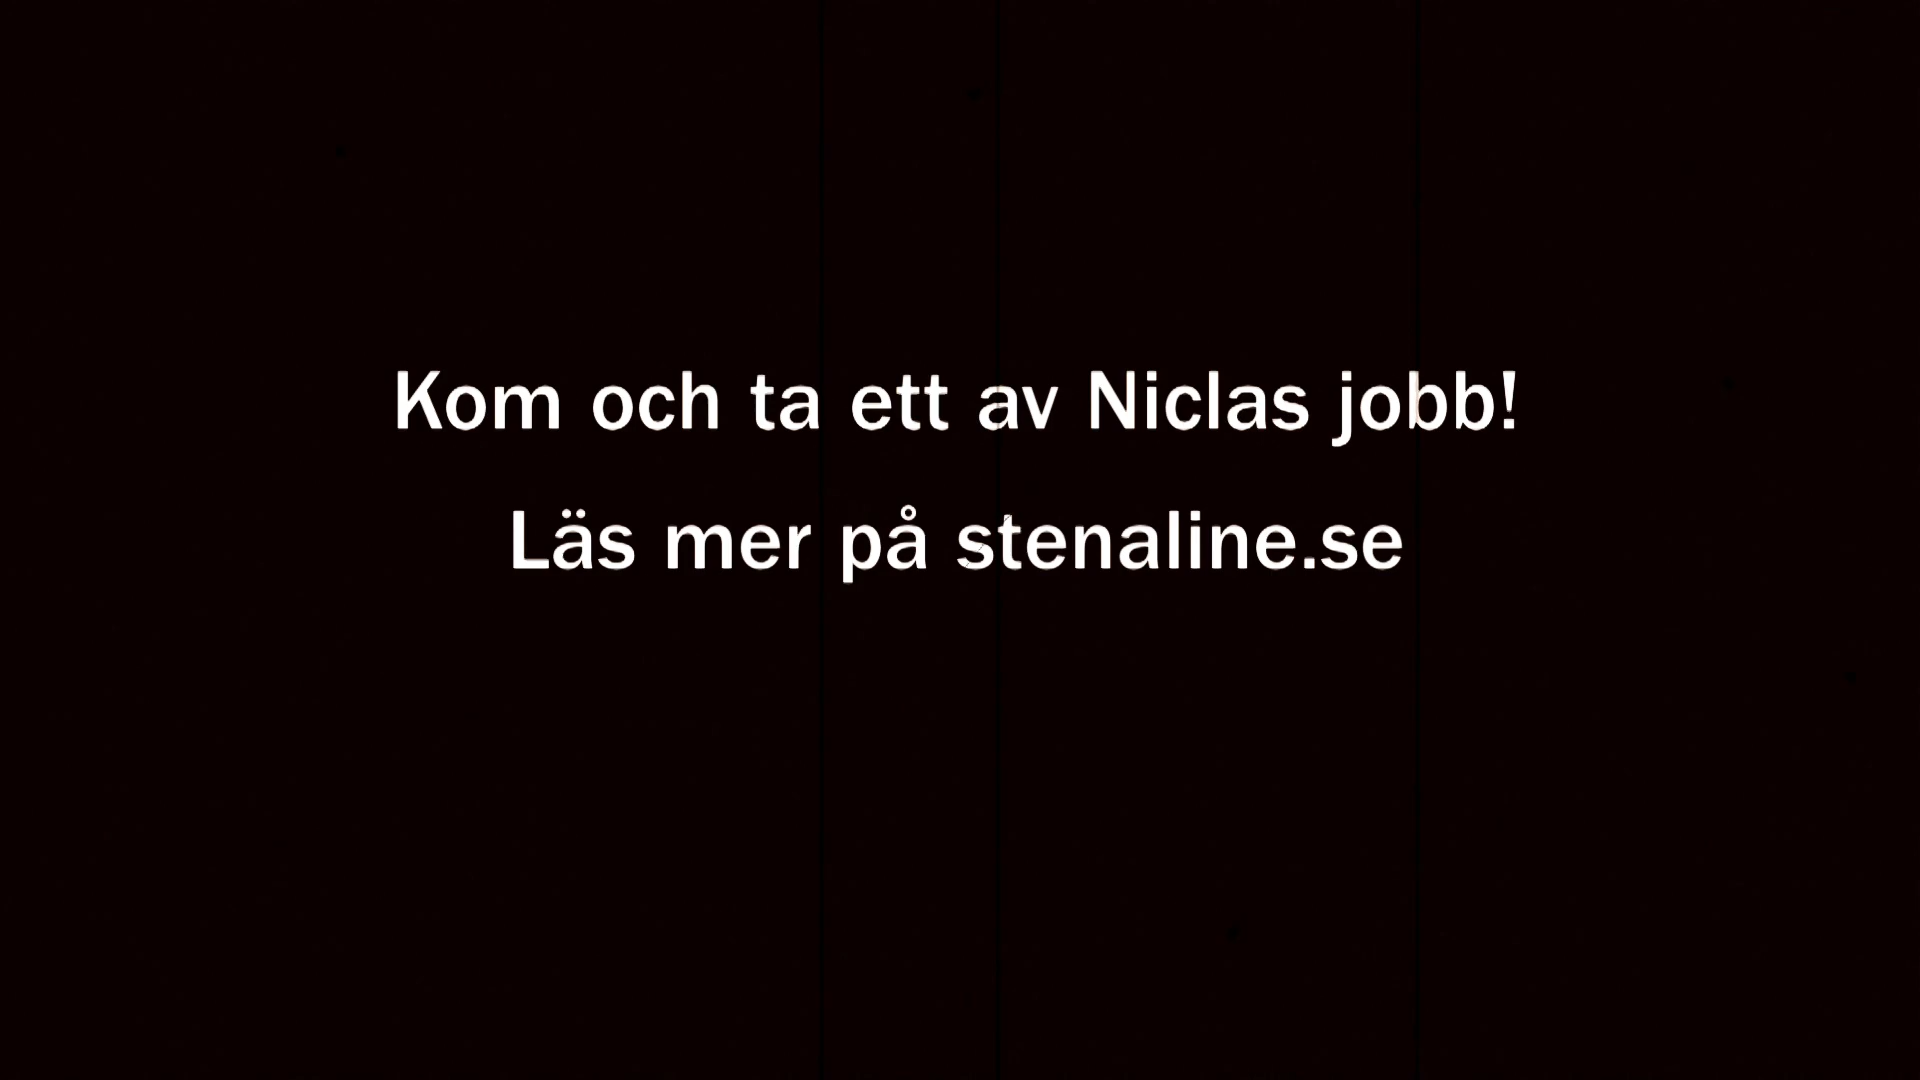 Kom och ta ett av Niclas jobb!
Läs mer på stenaline.se